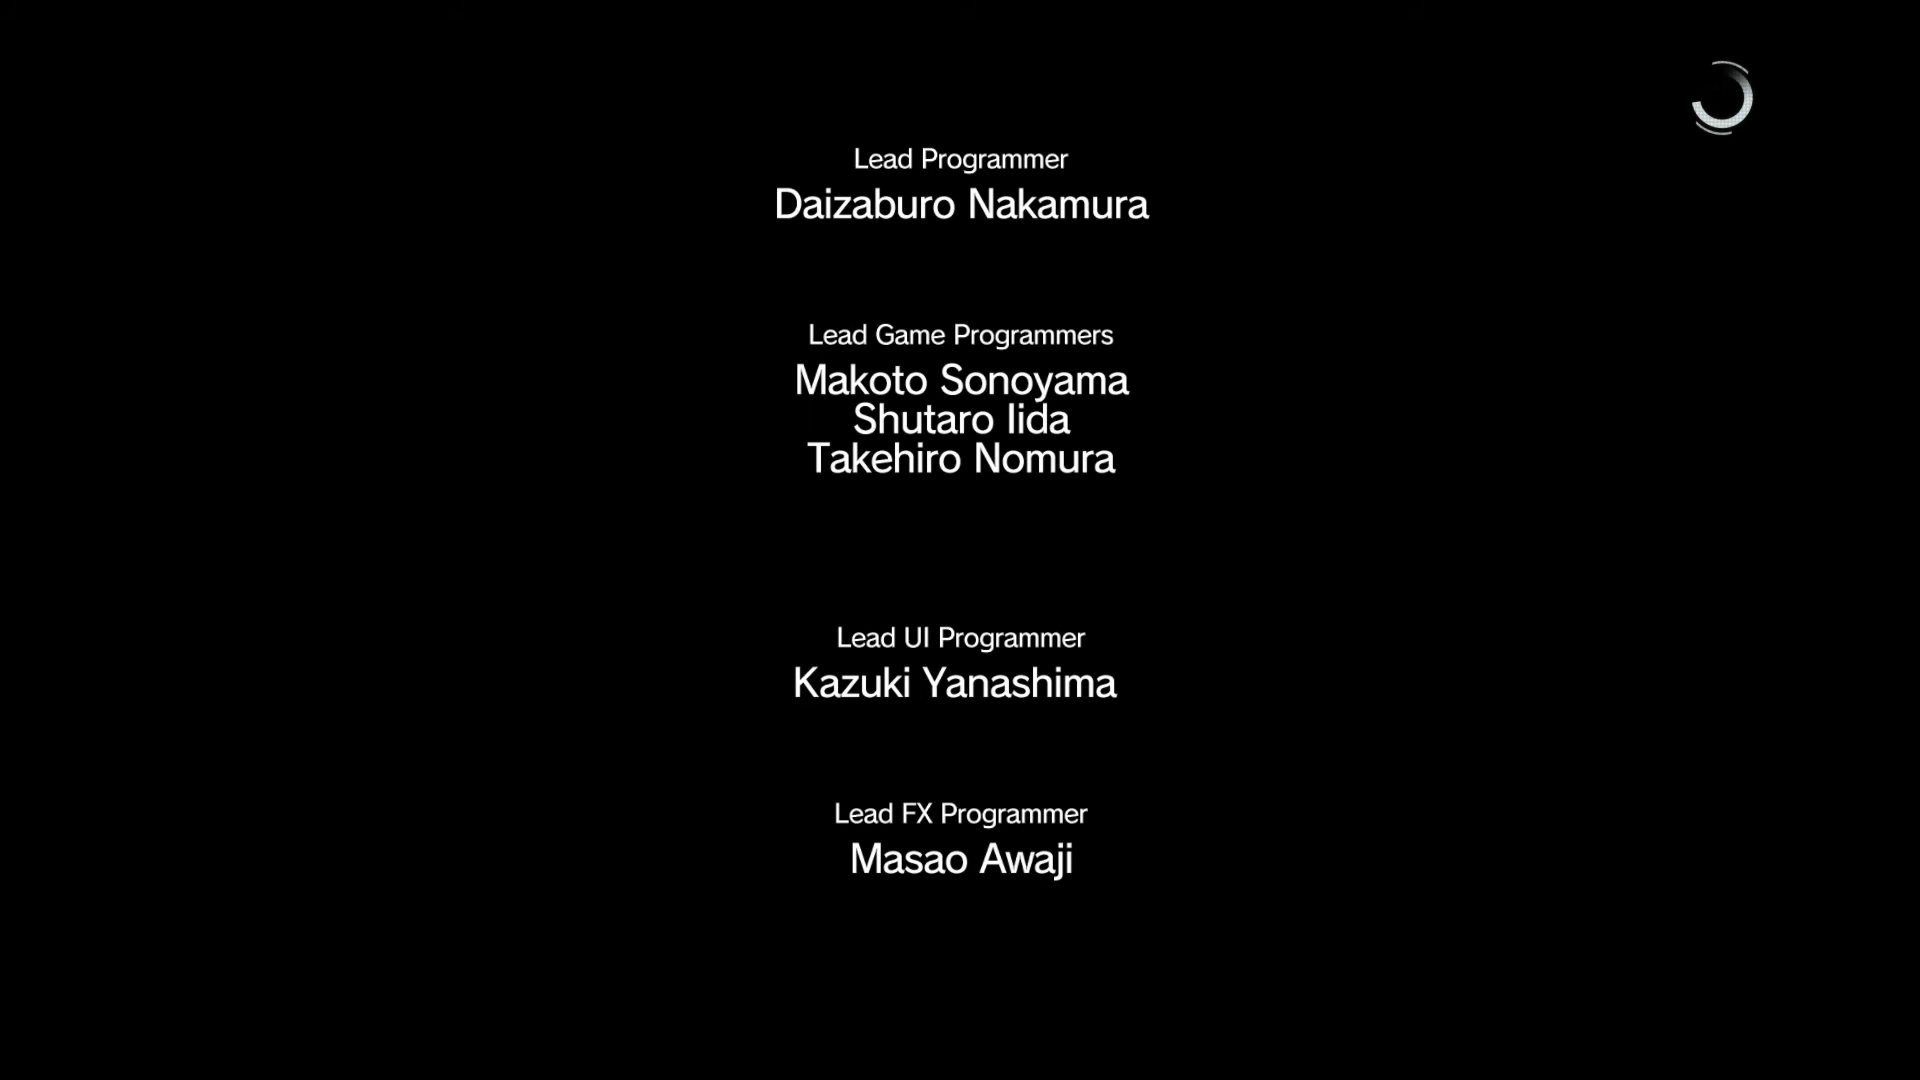 Lead Programmer
Daizaburo Nakamura
Lead Game Programmers
Makoto Sonoyama
Shutaro Iida
Takehiro Nomura
Lead UI Programmer
Kazuki Yanashima
Lead FX Programmer
Masao Awaji